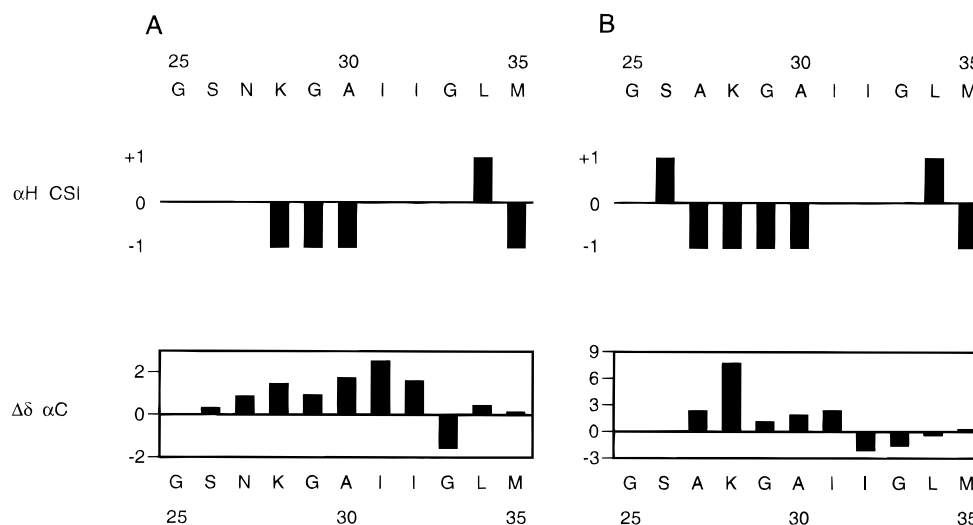 A B
25 30 35 25 30 35
G S N K G A I I G L M G S A K G A I I G L M
+1 +1
αH CSI 0 0
-1 -1
9
2 6
3
Δδ αC 0 0
-2 -3
G S N K G A I I G L M G S A K G A I I G L M
25 30 35 25 30 35